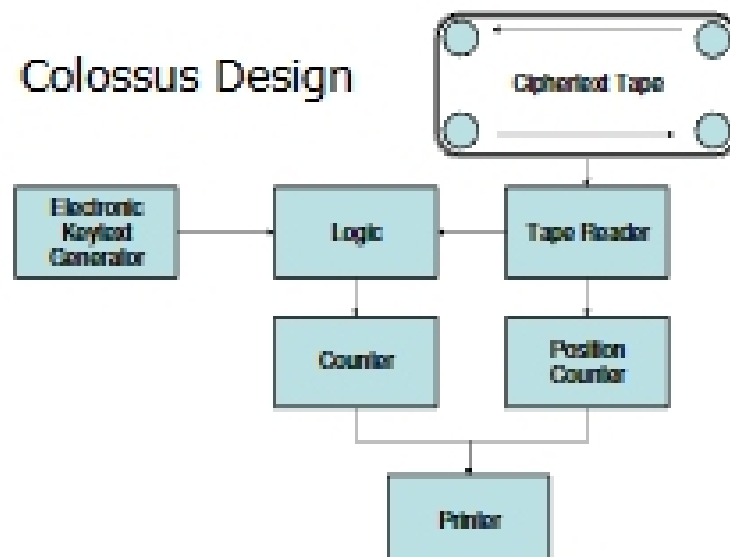 Colossus Design
Ciphertext Tape
Electronic
Keytext
Generator
Logic
Tape Reader
Counter
Position
Counter
Printer